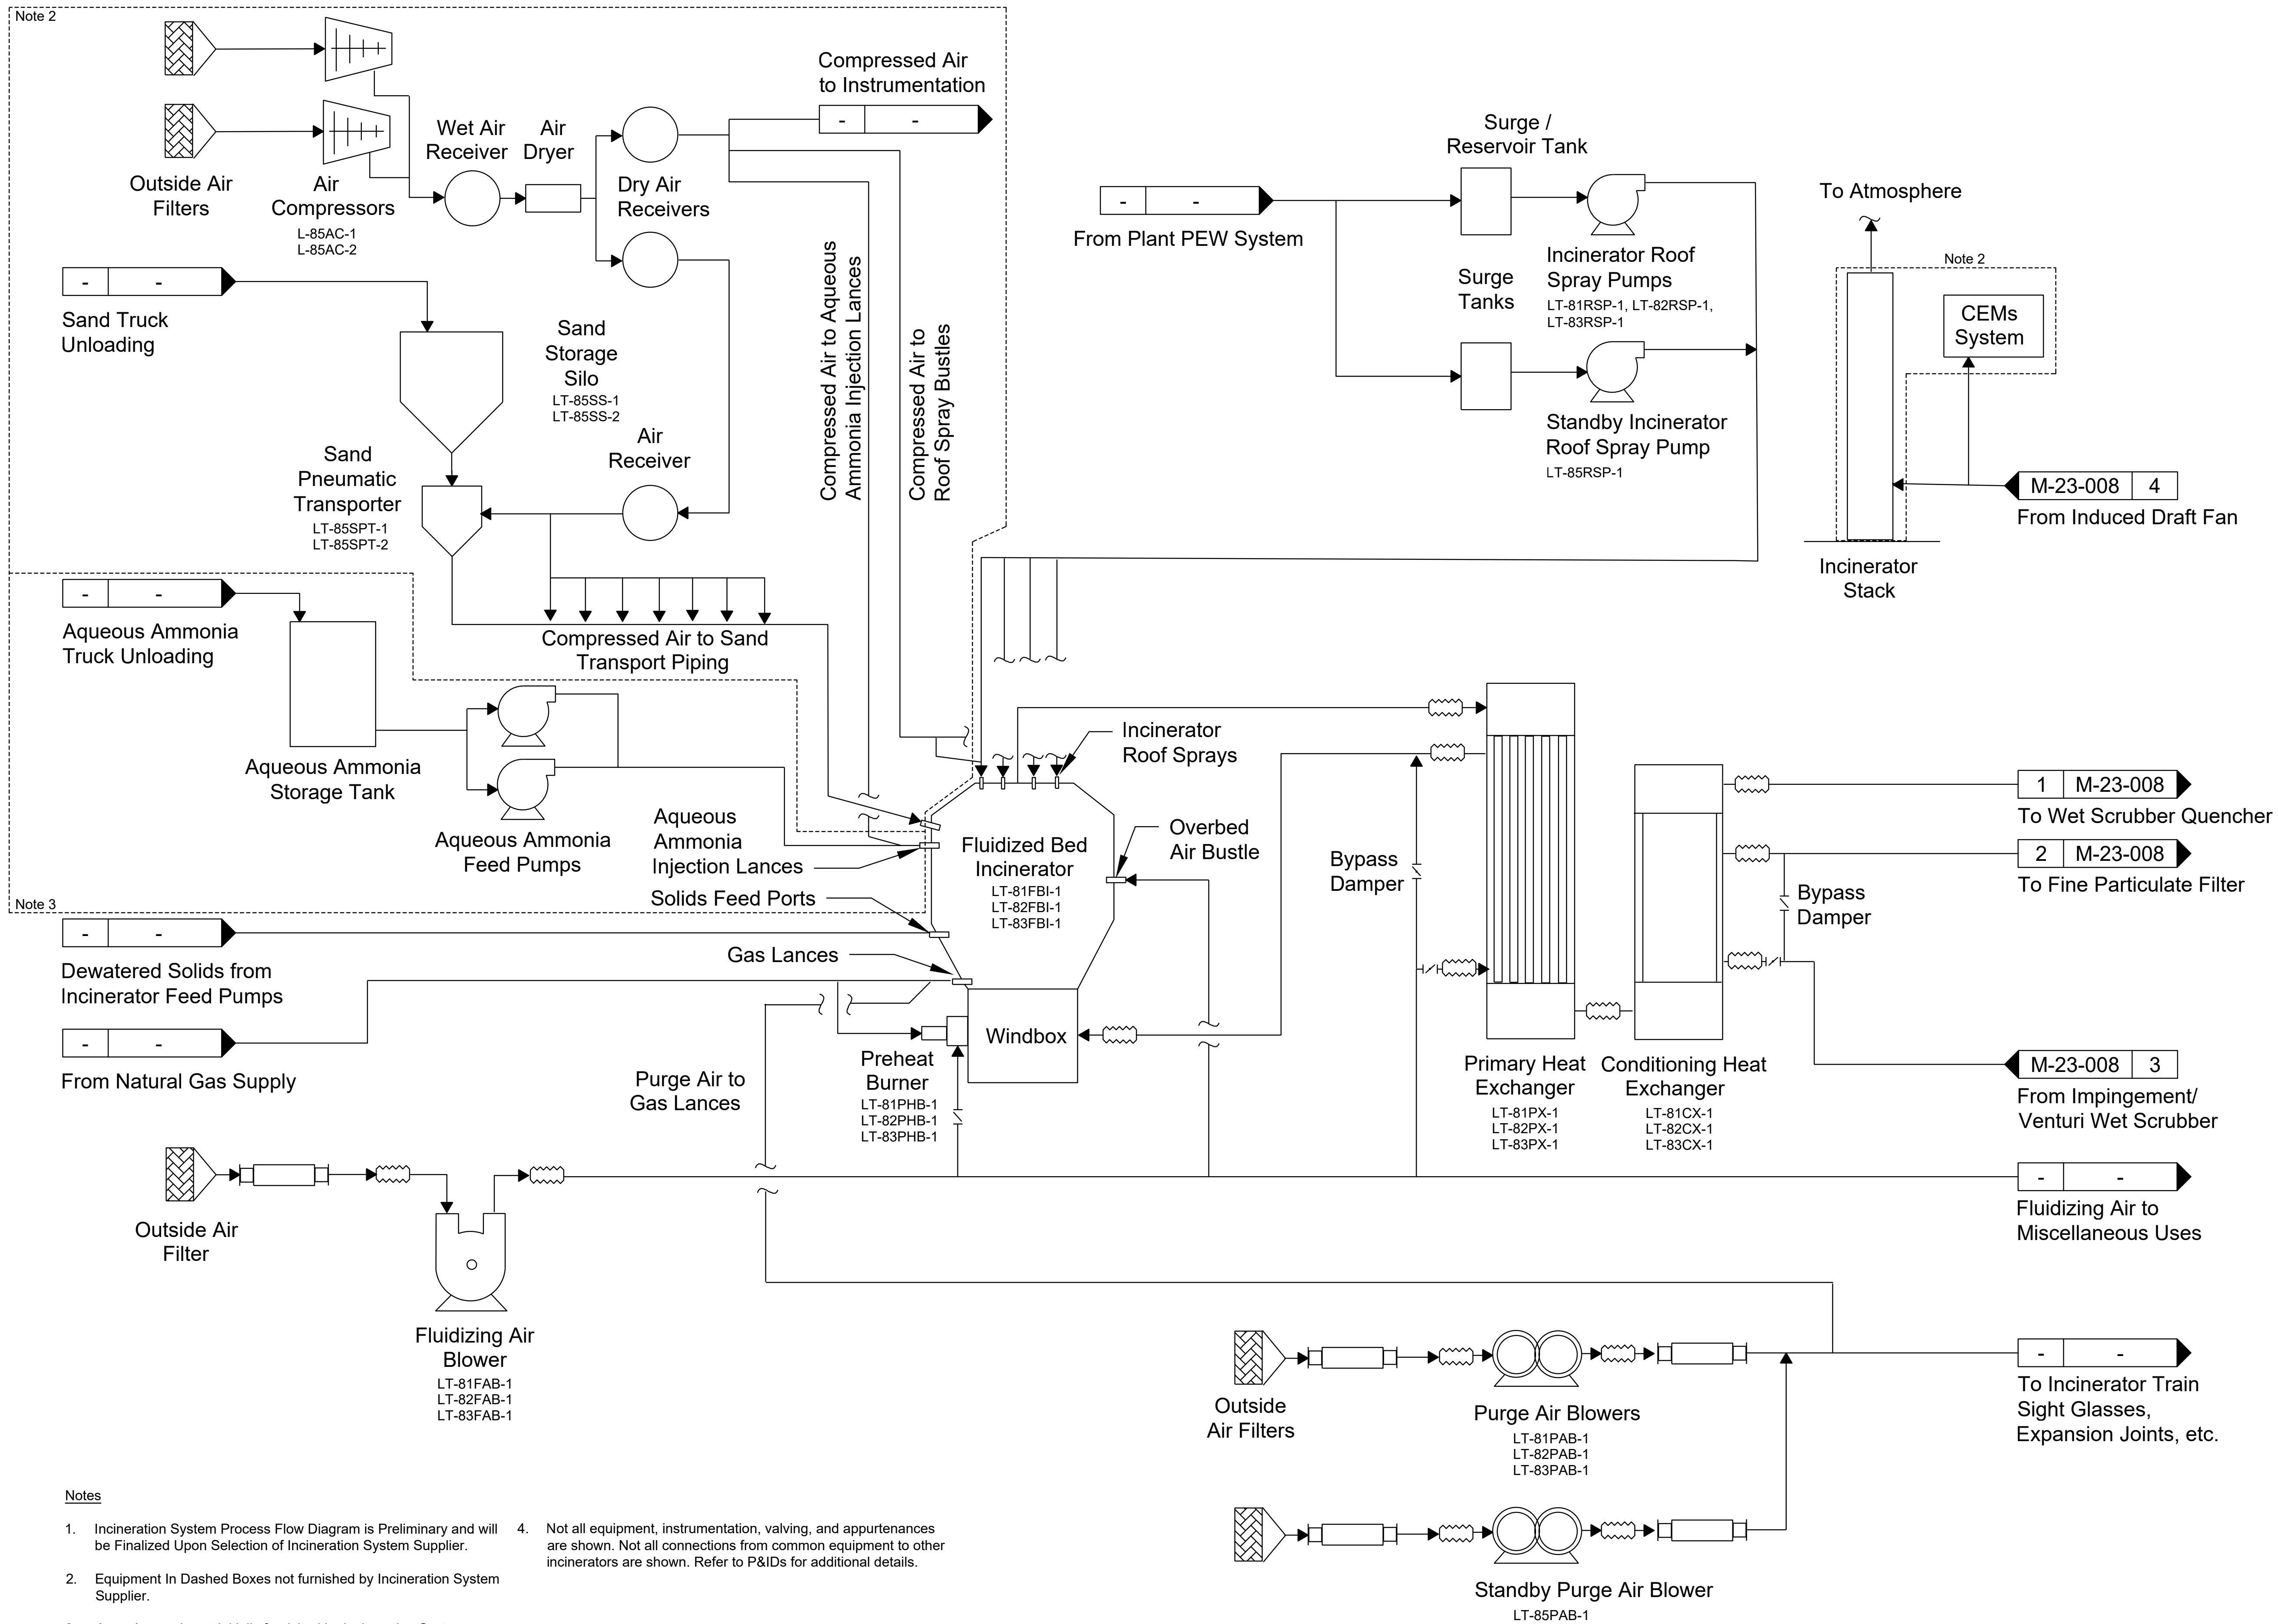 Note 2
Outside Air
Filters
Air
Compressors
L-85AC-1
L-85AC-2
Wet Air
Receiver
Air
Dryer
Dry Air
Receivers
Compressed Air
to Instrumentation
- -
- -
Sand Truck
Unloading
Sand
Storage
Silo
LT-85SS-1
LT-85SS-2
Air
Receiver
Sand
Pneumatic
Transporter
LT-85SPT-1
LT-85SPT-2
Compressed Air to Aqueous
Ammonia Injection Lances
Compressed Air to
Roof Spray Bustles
Compressed Air to Sand
Transport Piping
- -
From Plant PEW System
Surge /
Reservoir Tank
Surge
Tanks
Incinerator Roof
Spray Pumps
LT-81RSP-1, LT-82RSP-1,
LT-83RSP-1
Standby Incinerator
Roof Spray Pump
LT-85RSP-1
To Atmosphere
Note 2
CEMs
System
M-23-008 4
From Induced Draft Fan
Incinerator
Stack
- -
Aqueous Ammonia
Truck Unloading
Aqueous Ammonia
Storage Tank
Aqueous Ammonia
Feed Pumps
Aqueous
Ammonia
Injection Lances
Solids Feed Ports
Gas Lances
Note 3
- -
Dewatered Solids from
Incinerator Feed Pumps
- -
From Natural Gas Supply
Incinerator
Roof Sprays
Fluidized Bed
Incinerator
LT-81FBI-1
LT-82FBI-1
LT-83FBI-1
Overbed
Air Bustle
Windbox
Preheat
Burner
LT-81PHB-1
LT-82PHB-1
LT-83PHB-1
Purge Air to
Gas Lances
Bypass
Damper
Primary Heat
Exchanger
LT-81PX-1
LT-82PX-1
LT-83PX-1
Conditioning Heat
Exchanger
LT-81CX-1
LT-82CX-1
LT-83CX-1
Bypass
Damper
1 M-23-008
To Wet Scrubber Quencher
2 M-23-008
To Fine Particulate Filter
M-23-008 3
From Impingement/
Venturi Wet Scrubber
- -
Fluidizing Air to
Miscellaneous Uses
Outside Air
Filter
Fluidizing Air
Blower
LT-81FAB-1
LT-82FAB-1
LT-83FAB-1
Outside
Air Filters
Purge Air Blowers
LT-81PAB-1
LT-82PAB-1
LT-83PAB-1
- -
To Incinerator Train
Sight Glasses,
Expansion Joints, etc.
Standby Purge Air Blower
LT-85PAB-1
Notes
1. Incineration System Process Flow Diagram is Preliminary and will
be Finalized Upon Selection of Incineration System Supplier.
2. Equipment In Dashed Boxes not furnished by Incineration System
Supplier.
4. Not all equipment, instrumentation, valving, and appurtenances
are shown. Not all connections from common equipment to other
incinerators are shown. Refer to P&IDs for additional details.